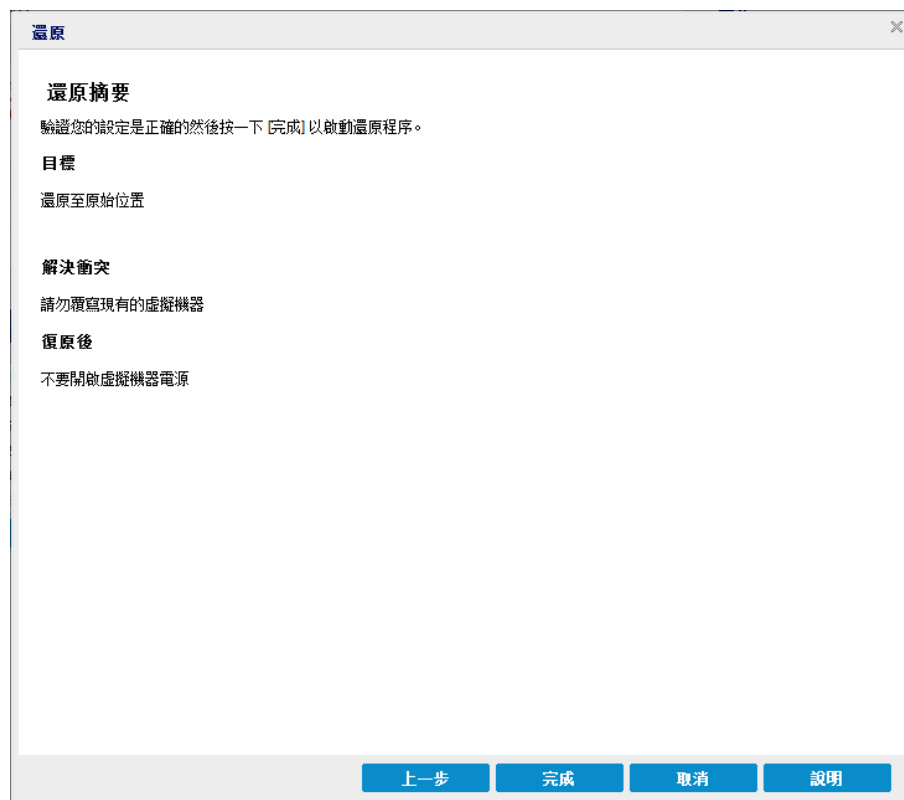 還原
還原摘要
驗證您的設定是正確的然後按一下 [完成] 以啟動還原程序。
目標
還原至原始位置
解決衝突
請勿覆寫現有的虛擬機器
復原後
不要開啟虛擬機器電源
上一步
完成
取消
說明